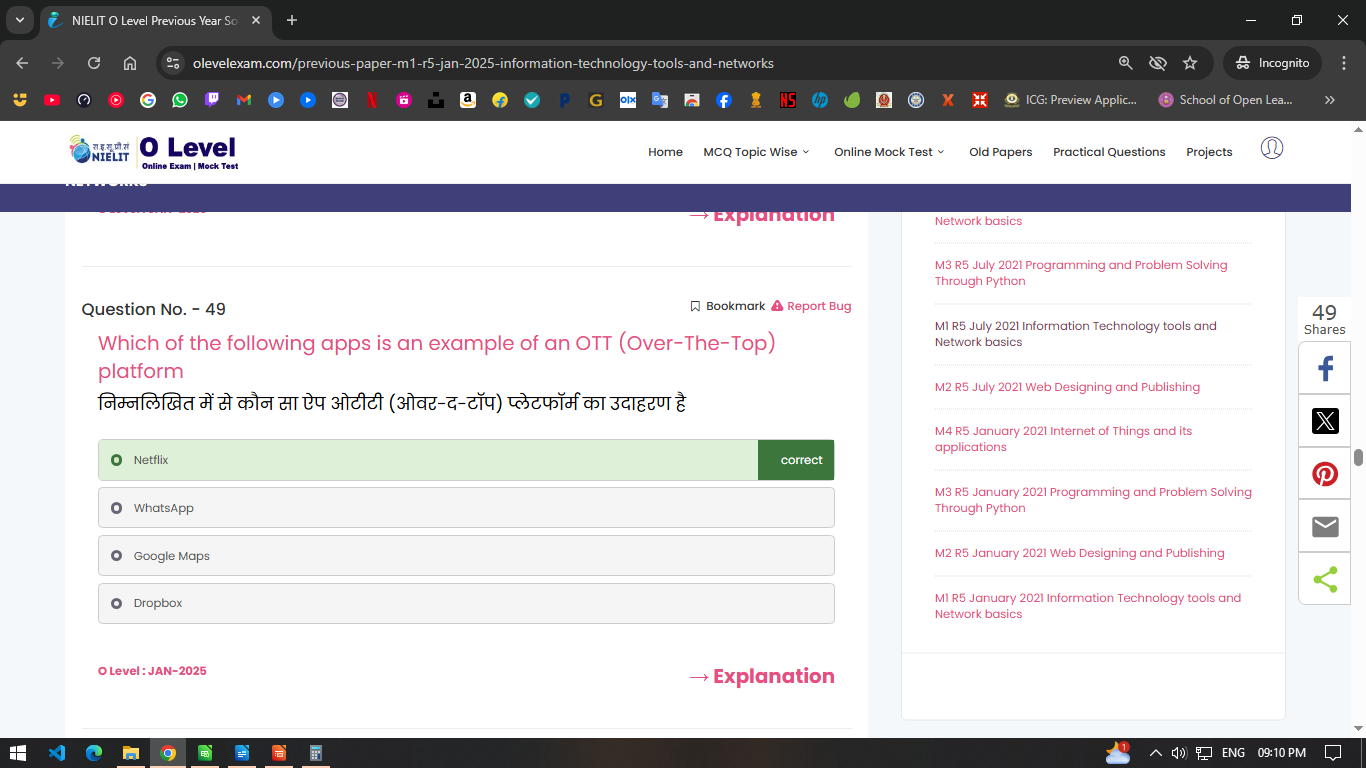 NIELIT O Level Previous Year So
olevelexam.com/previous-paper-m1-r5-jan-2025-information-technology-tools-and-networks
Incognito
ICG: Preview Applic...
School of Open Lea...
रा.इ.सू.प्रौ.सं
NIELIT
O Level
Online Exam | Mock Test
Home
MCQ Topic Wise
Online Mock Test
Old Papers
Practical Questions
Projects
NETWORKS
→ Explanation
Question No. - 49
Bookmark
Report Bug
Which of the following apps is an example of an OTT (Over-The-Top)
platform
निम्नलिखित में से कौन सा ऐप ओटीटी (ओवर-द-टॉप) प्लेटफॉर्म का उदाहरण है
Netflix
correct
WhatsApp
Google Maps
Dropbox
O Level : JAN-2025
→ Explanation
Network basics
M3 R5 July 2021 Programming and Problem Solving
Through Python
M1 R5 July 2021 Information Technology tools and
Network basics
M2 R5 July 2021 Web Designing and Publishing
M4 R5 January 2021 Internet of Things and its
applications
M3 R5 January 2021 Programming and Problem Solving
Through Python
M2 R5 January 2021 Web Designing and Publishing
M1 R5 January 2021 Information Technology tools and
Network basics
49
Shares
1
ENG
09:10 PM